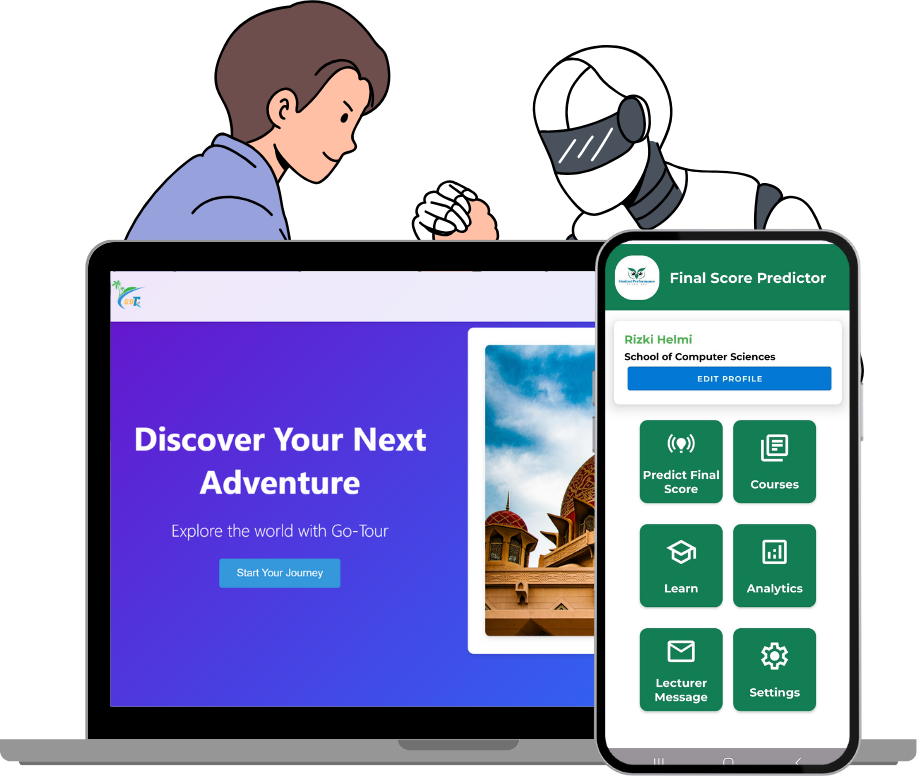 Discover Your Next
Adventure
Explore the world with Go-Tour
Start Your Journey
Final Score Predictor
Rizki Helmi
School of Computer Sciences
EDIT PROFILE
Predict Final
Score
Courses
Learn
Analytics
Lecturer
Message
Settings